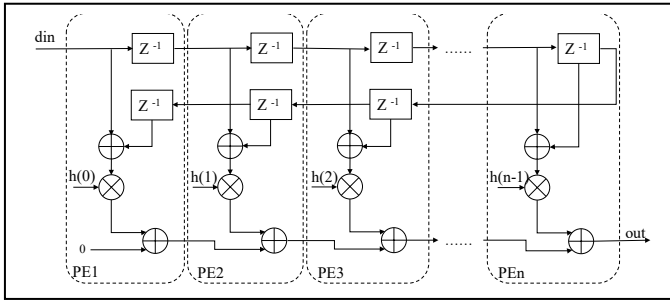 din
Z -1 Z -1 Z -1 ...... Z -1
Z -1 Z -1 Z -1
h(0) h(1) h(2) h(n-1)
0 ...... out
PE1 PE2 PE3 PEn